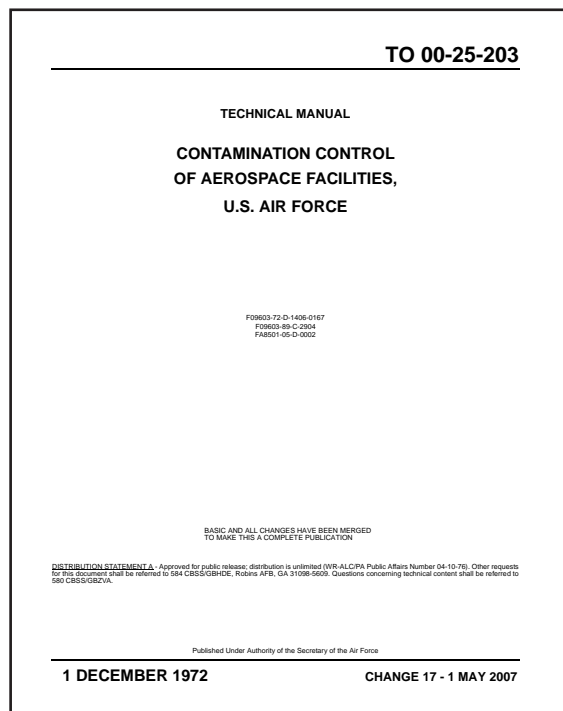 TO 00-25-203
TECHNICAL MANUAL
CONTAMINATION CONTROL
OF AEROSPACE FACILITIES,
U.S. AIR FORCE
F09603-72-D-1406-0167
F09603-89-C-2904
FA8501-05-D-0002
BASIC AND ALL CHANGES HAVE BEEN MERGED
TO MAKE THIS A COMPLETE PUBLICATION
DISTRIBUTION STATEMENT A - Approved for public release; distribution is unlimited (WR-ALC/PA Public Affairs Number 04-10-76). Other requests
for this document shall be referred to 584 CBSS/GBHDE, Robins AFB, GA 31098-5609. Questions concerning technical content shall be referred to
580 CBSS/GBZVA.
Published Under Authority of the Secretary of the Air Force
1 DECEMBER 1972
CHANGE 17 - 1 MAY 2007